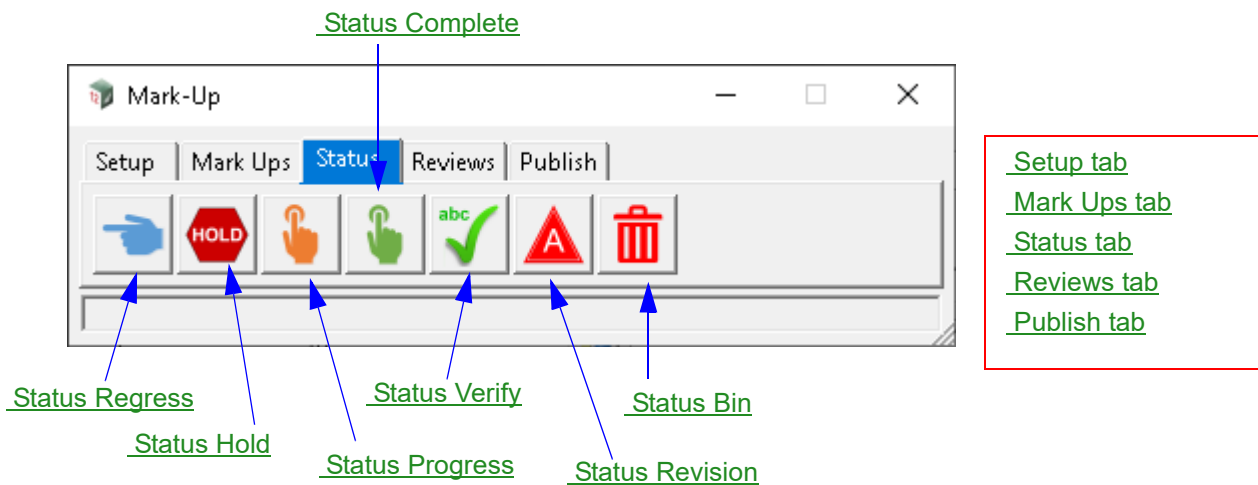 Status Complete
Mark-Up
Setup Mark Ups Status Reviews Publish
HOLD abc A
Setup tab
Mark Ups tab
Status tab
Reviews tab
Publish tab
Status Regress
Status Hold
Status Progress
Status Verify
Status Revision
Status Bin